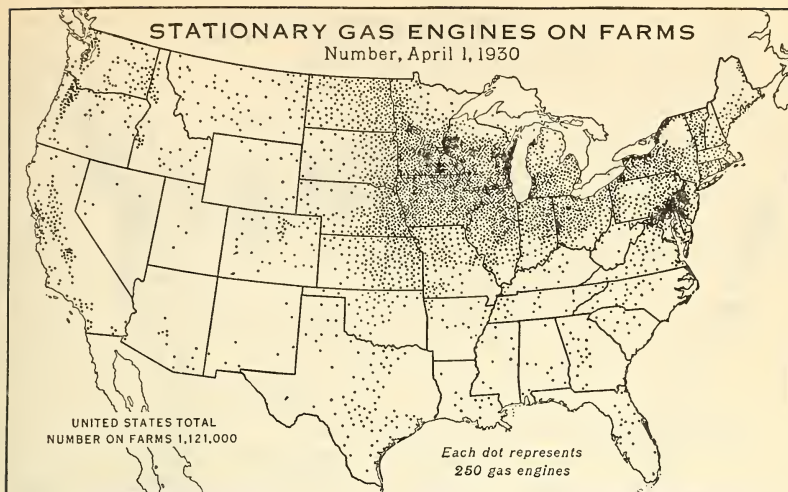 STATIONARY GAS ENGINES ON FARMS
Number, April 1, 1930
UNITED STATES TOTAL
NUMBER ON FARMS 1,121,000
Each dot represents
250 gas engines